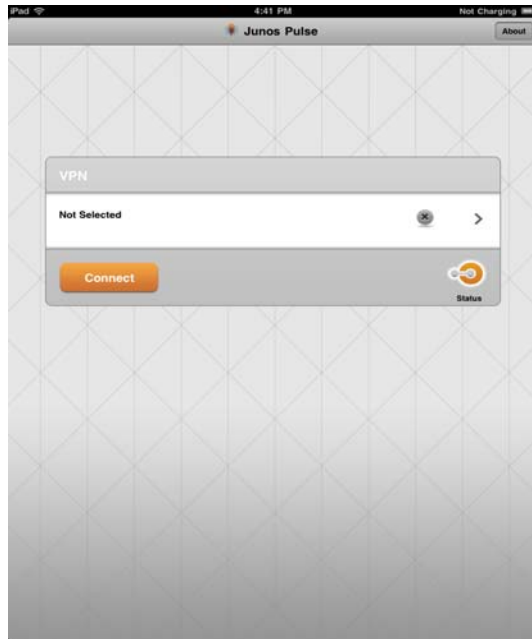 iPad 4:41 PM Not Charging
Junos Pulse About
VPN
Not Selected
Connect
Status